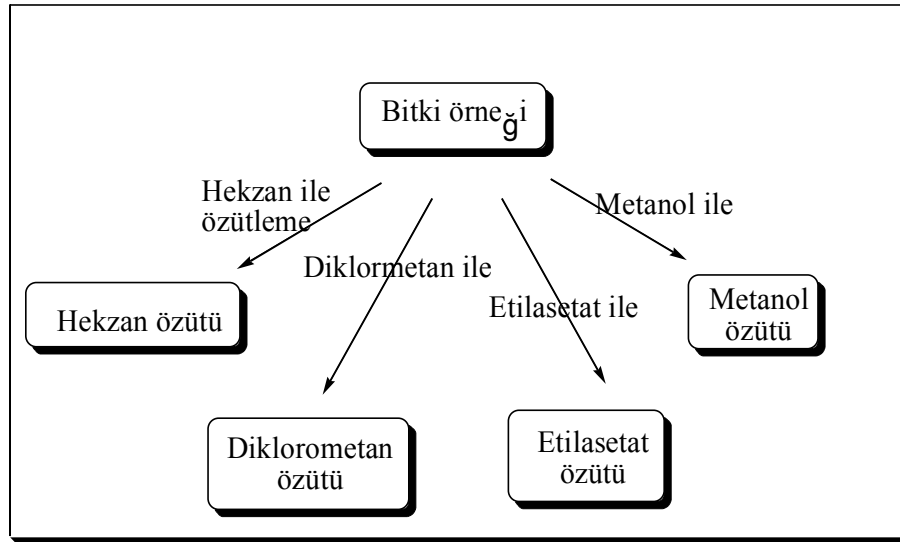 Bitki örneği
Hekzan ile
özütleme
Metanol ile
Diklormetan ile
Etilasetat ile
Hekzan özütü
Metanol
özütü
Diklorometan
özütü
Etilasetat
özütü